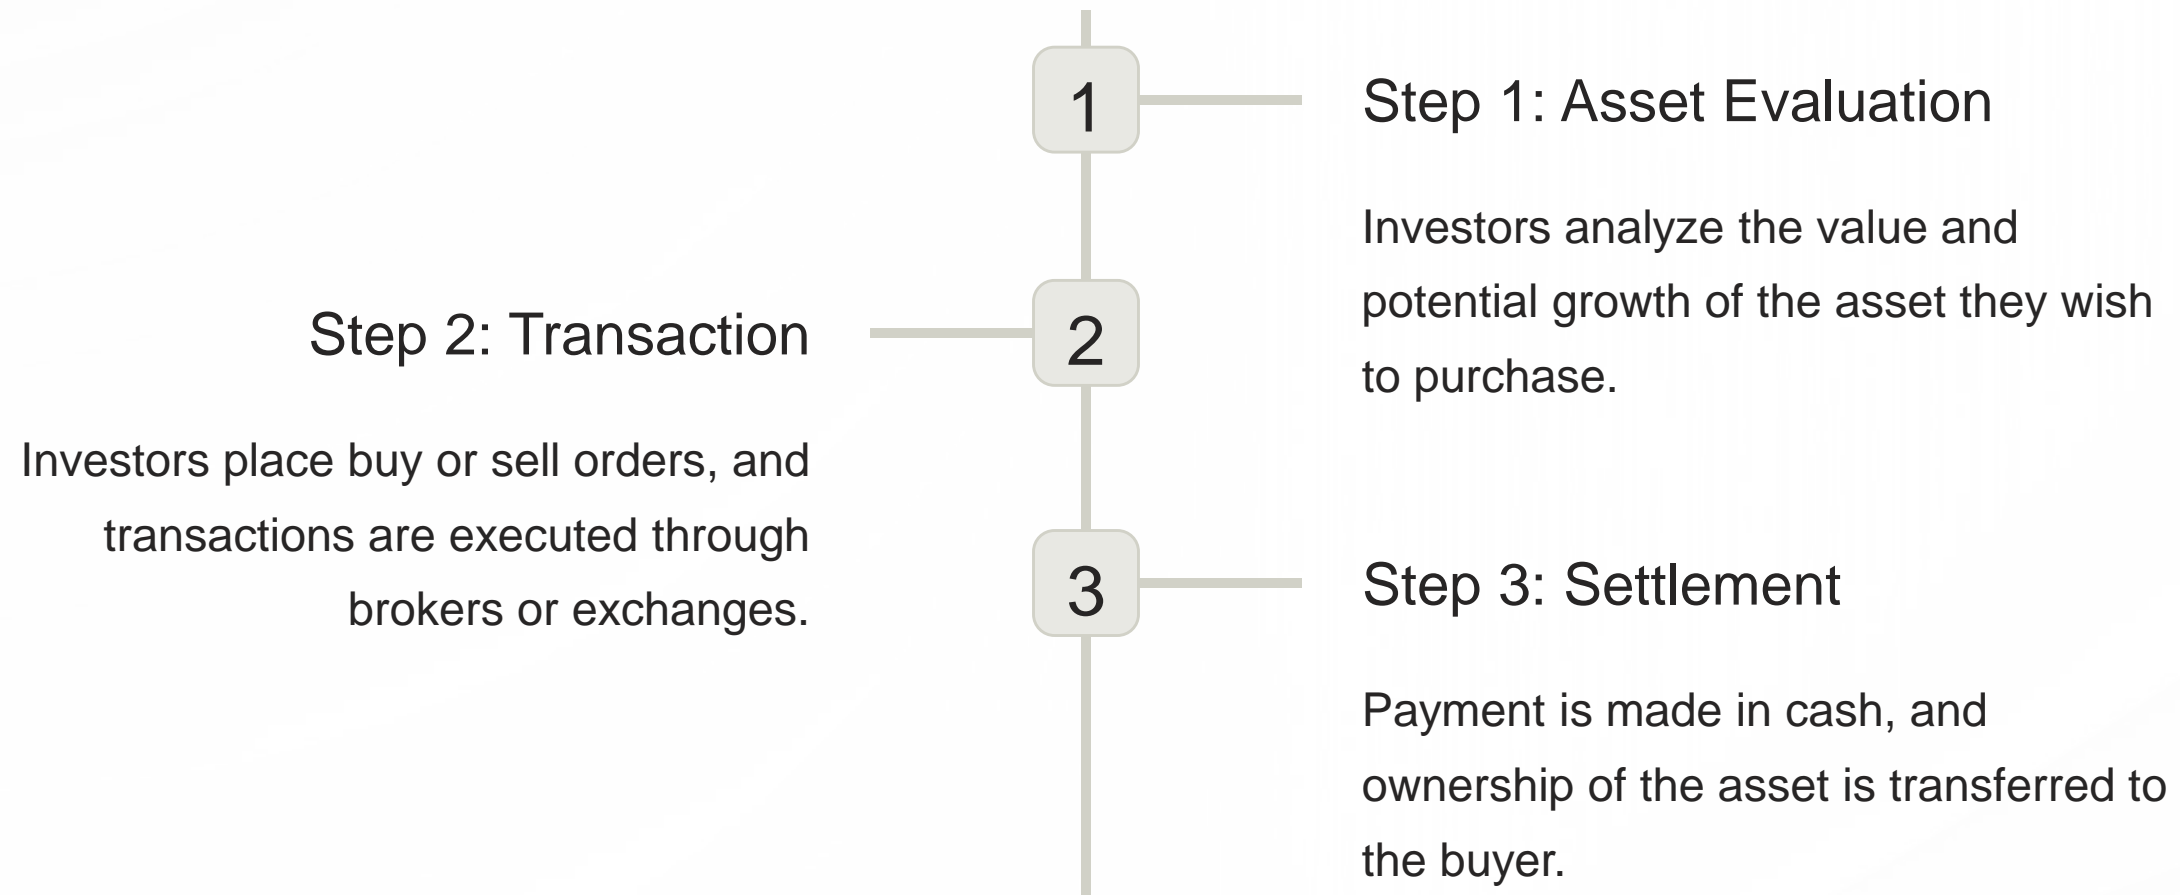 1
Step 1: Asset Evaluation
Investors analyze the value and
potential growth of the asset they wish
to purchase.
2
Step 2: Transaction
Investors place buy or sell orders, and
transactions are executed through
brokers or exchanges.
3
Step 3: Settlement
Payment is made in cash, and
ownership of the asset is transferred to
the buyer.